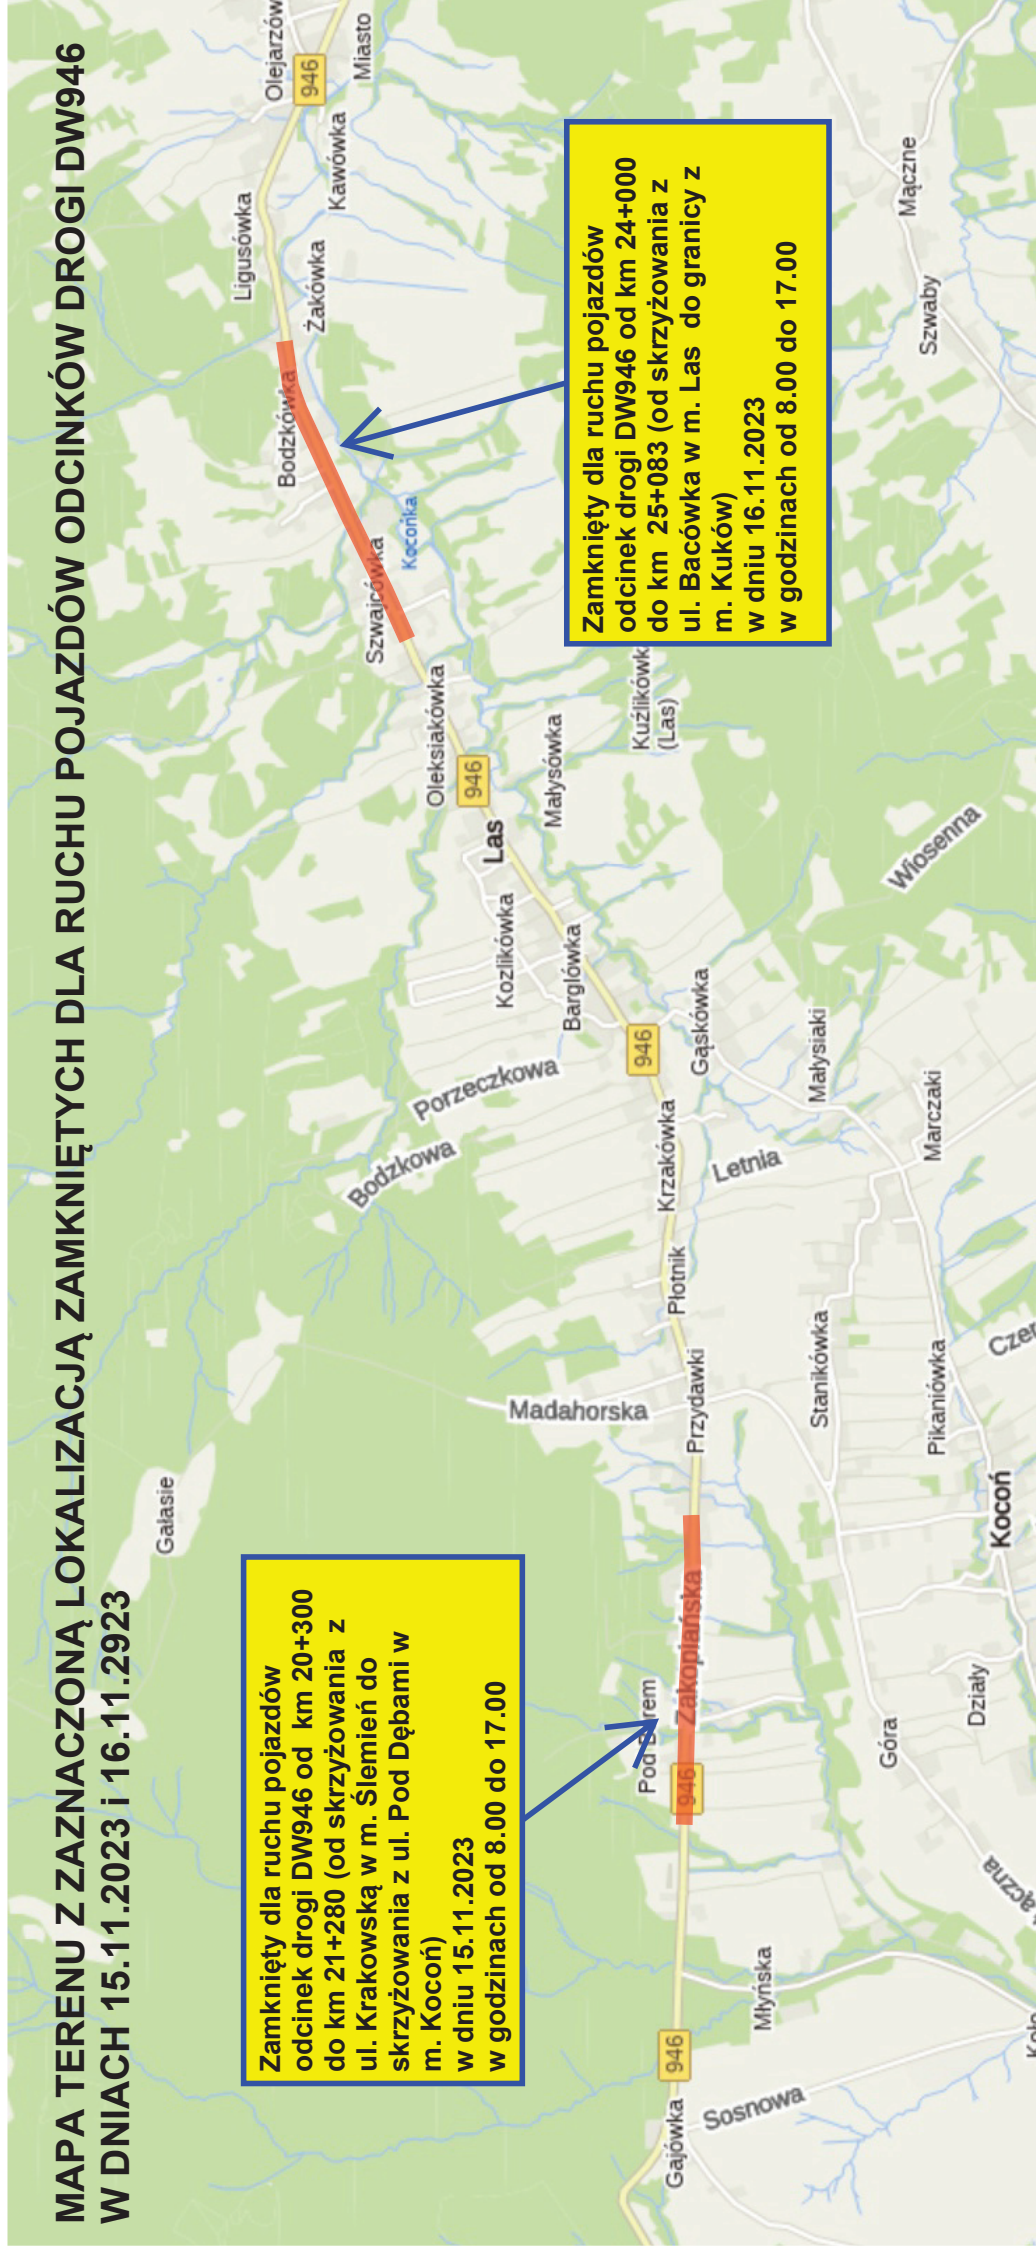 MAPA TERENU Z ZAZNACZONĄ LOKALIZACJĄ ZAMKNIĘTYCH DLA RUCHU POJAZDÓW ODCINKÓW DROGI DW946
W DNIACH 15.11.2023 i 16.11.2923
Zamknięty dla ruchu pojazdów
odcinek drogi DW946 od km 20+300
do km 21+280 (od skrzyżowania z
ul. Krakowską w m. Ślemień do
skrzyżowania z ul. Pod Dębami w
m. Kocoń)
w dniu 15.11.2023
w godzinach od 8.00 do 17.00
Zamknięty dla ruchu pojazdów
odcinek drogi DW946 od km 24+000
do km 25+083 (od skrzyżowania z
ul. Bacówka w m. Las do granicy z
m. Kuków)
w dniu 16.11.2023
w godzinach od 8.00 do 17.00
Gałasie
Olejarzów
946
Miasto
Kawówka
Ligusówka
Żakówka
Bodzkówka
Szwajcówka
Kocońka
Oleksiakówka
946
Las
Małysówka
Kuźlikówk
(Las)
Mączne
Szwaby
Wiosenna
Kozlikówka
Barglówka
Porzeczkowa
Bodzkowa
946
Gąskówka
Małysiaki
Marczaki
Krzakówka
Letnia
Płotnik
Przydawki
Madahorska
Stanikówka
Pikaniówka
Czer
Kocoń
Zakopiańska
Pod Borem
946
Działy
Góra
Łączna
Młyńska
946
Gajówka
Sosnowa